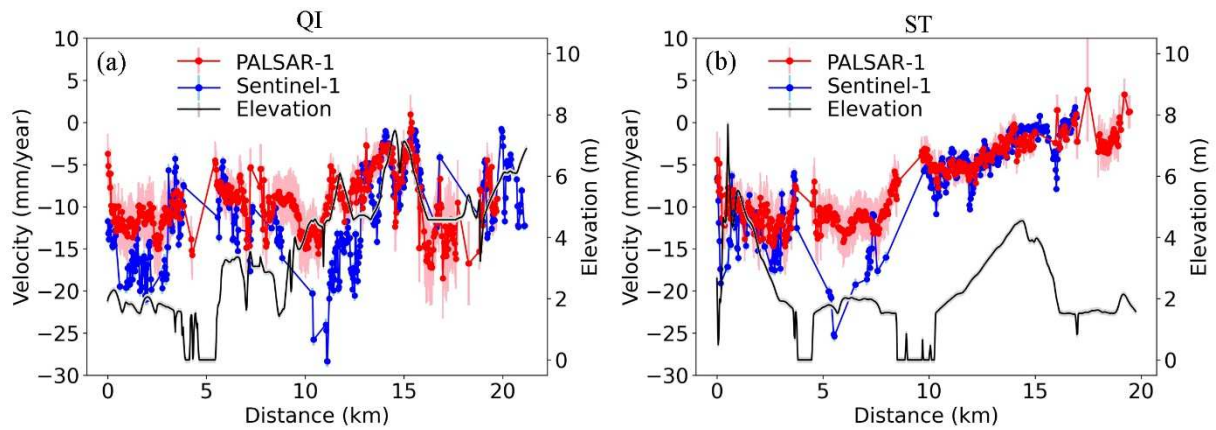 QI
ST
(a)
PALSAR-1
Sentinel-1
Elevation
10
5
0
−5
−10
−15
−20
−25
−30
Velocity (mm/year)
10
8
6
4
2
0
Elevation (m)
0
5
10
15
20
Distance (km)
(b)
PALSAR-1
Sentinel-1
Elevation
10
5
0
−5
−10
−15
−20
−25
−30
Velocity (mm/year)
10
8
6
4
2
0
Elevation (m)
0
5
10
15
20
Distance (km)